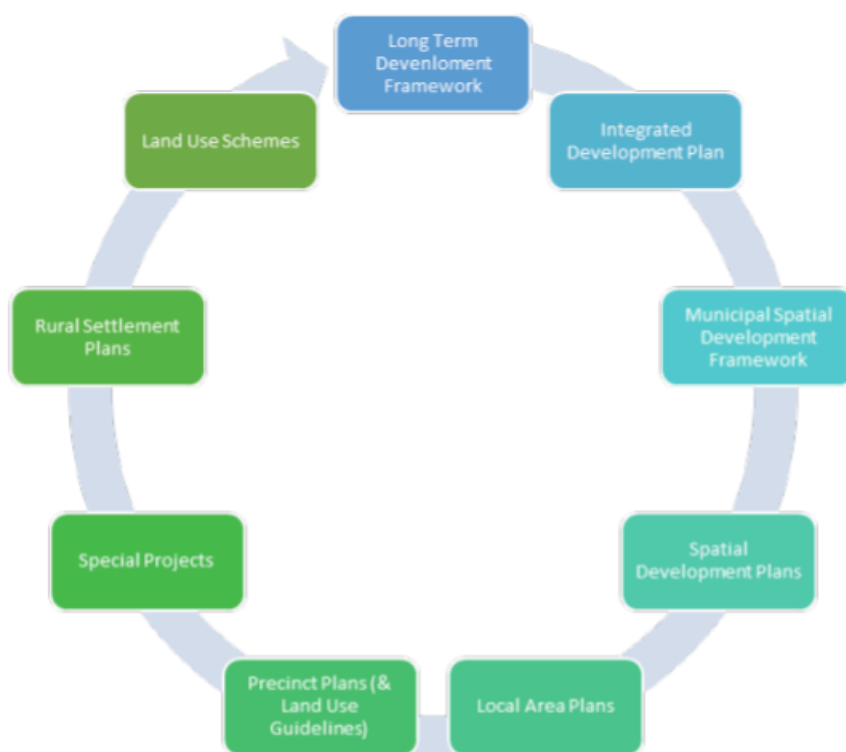 Long Term
Devenloment
Framework
Integrated
Development Plan
Municipal Spatial
Development
Framework
Spatial
Development Plans
Local Area Plans
Precinct Plans (&
Land Use
Guidelines)
Special Projects
Rural Settlement
Plans
Land Use Schemes